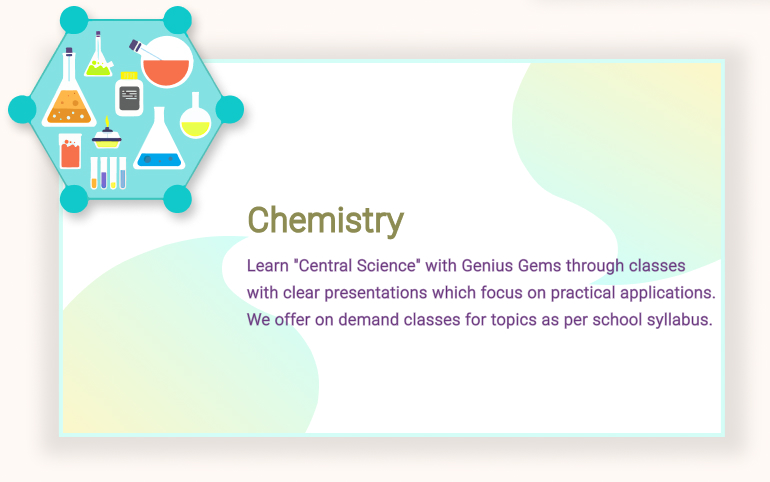 Chemistry
Learn "Central Science" with Genius Gems through classes
with clear presentations which focus on practical applications.
We offer on demand classes for topics as per school syllabus.